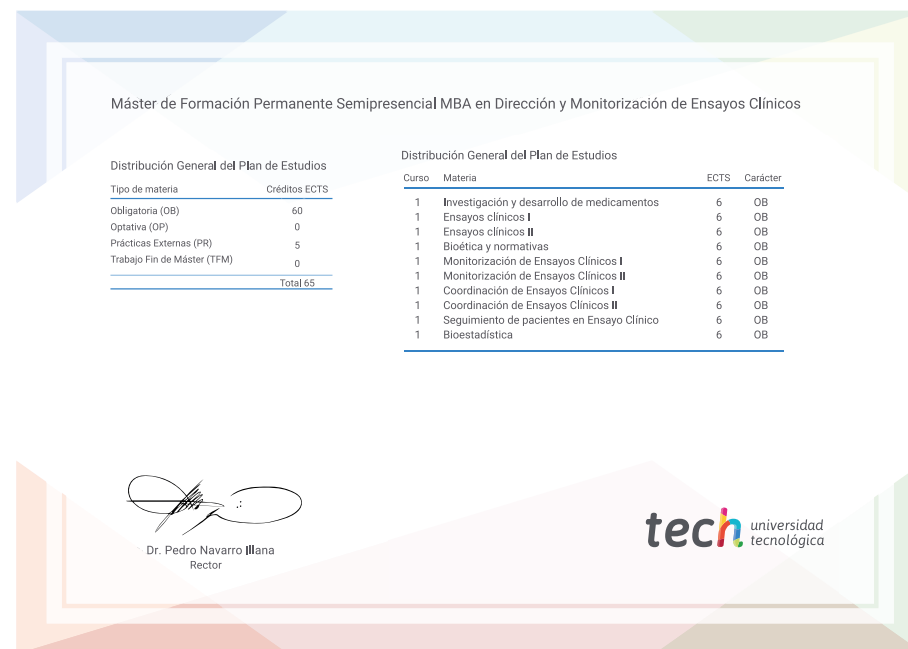 Máster de Formación Permanente Semipresencial MBA en Dirección y Monitorización de Ensayos Clínicos
Distribución General del Plan de Estudios
Tipo de materia Créditos ECTS
Obligatoria (OB) 60
Optativa (OP) 0
Prácticas Externas (PR) 5
Trabajo Fin de Máster (TFM) 0
Total 65
Distribución General del Plan de Estudios
Curso Materia ECTS Carácter
1 Investigación y desarrollo de medicamentos 6 OB
1 Ensayos clínicos I 6 OB
1 Ensayos clínicos II 6 OB
1 Bioética y normativas 6 OB
1 Monitorización de Ensayos Clínicos I 6 OB
1 Monitorización de Ensayos Clínicos II 6 OB
1 Coordinación de Ensayos Clínicos I 6 OB
1 Coordinación de Ensayos Clínicos II 6 OB
1 Seguimiento de pacientes en Ensayo Clínico 6 OB
1 Bioestadística 6 OB
Dr. Pedro Navarro Illana
Rector
tech universidad
tecnológica